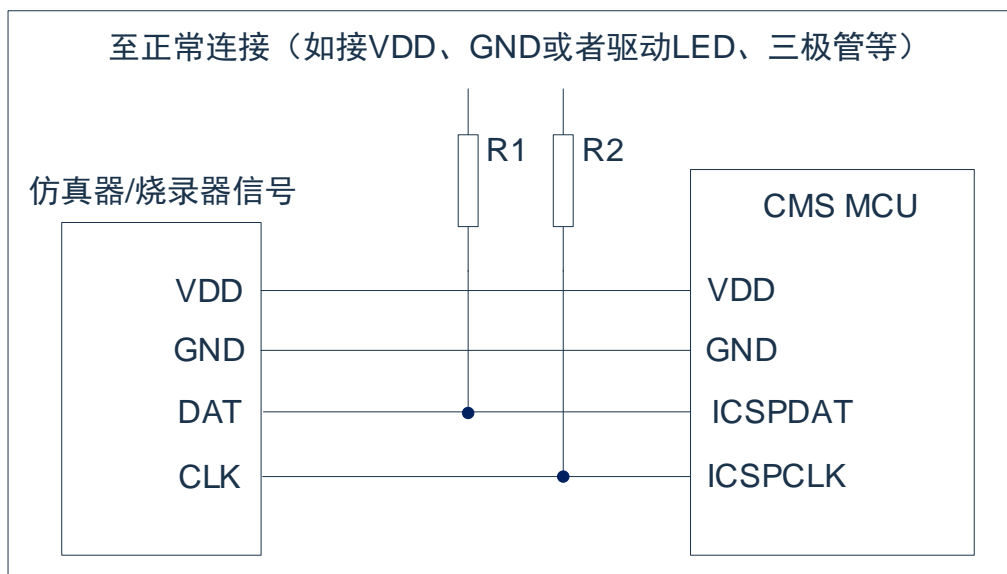 至正常连接（如接VDD、GND或者驱动LED、三极管等）
R1
R2
仿真器/烧录器信号
CMS MCU
VDD
VDD
GND
GND
DAT
ICSPDAT
CLK
ICSPCLK